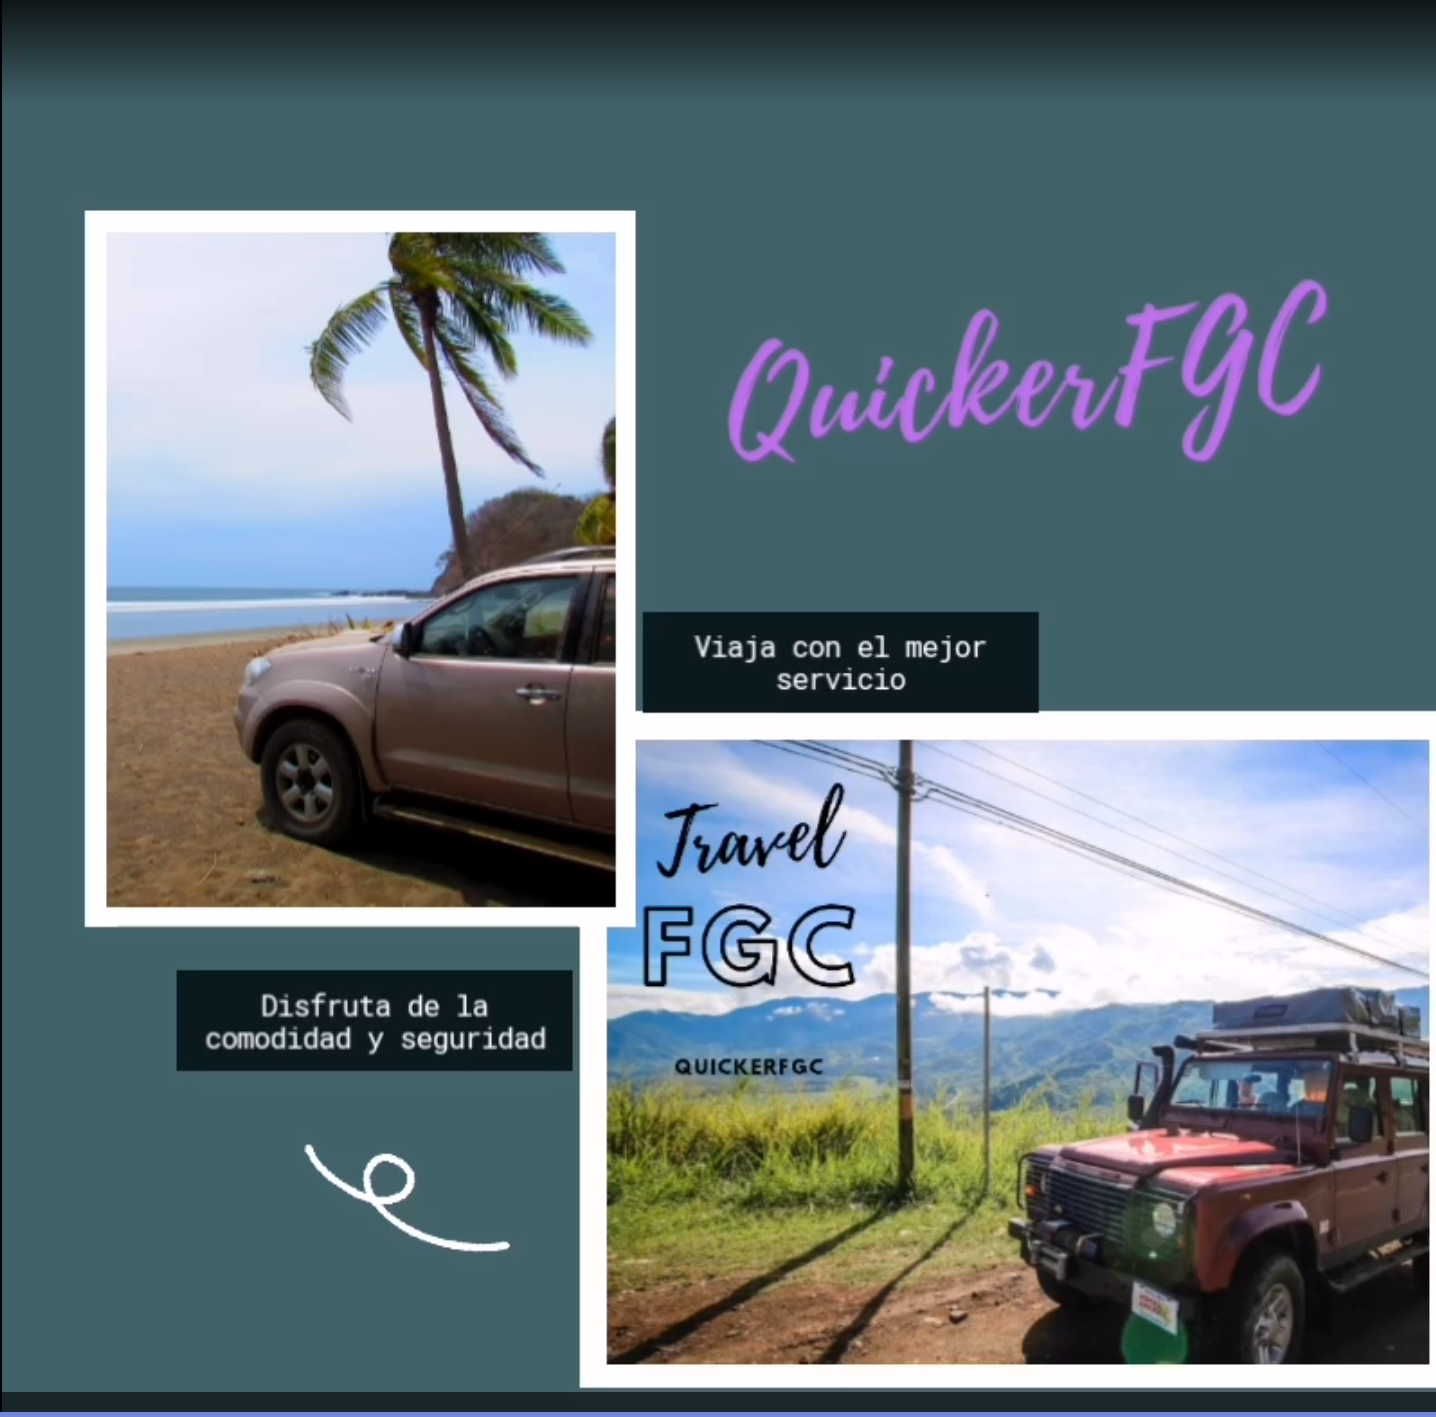 QuickerFGC
Viaja con el mejor
servicio
Travel
FGC
QUICKERFGC
Disfruta de la
comodidad y seguridad